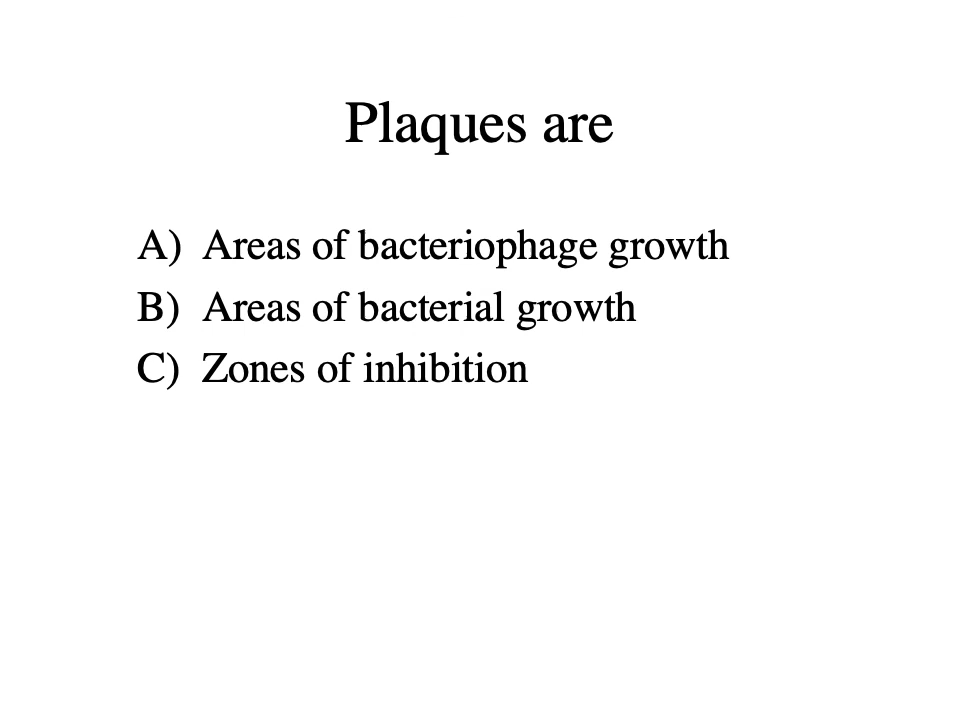 Plaques are
A) Areas of bacteriophage growth
B) Areas of bacterial growth
C) Zones of inhibition